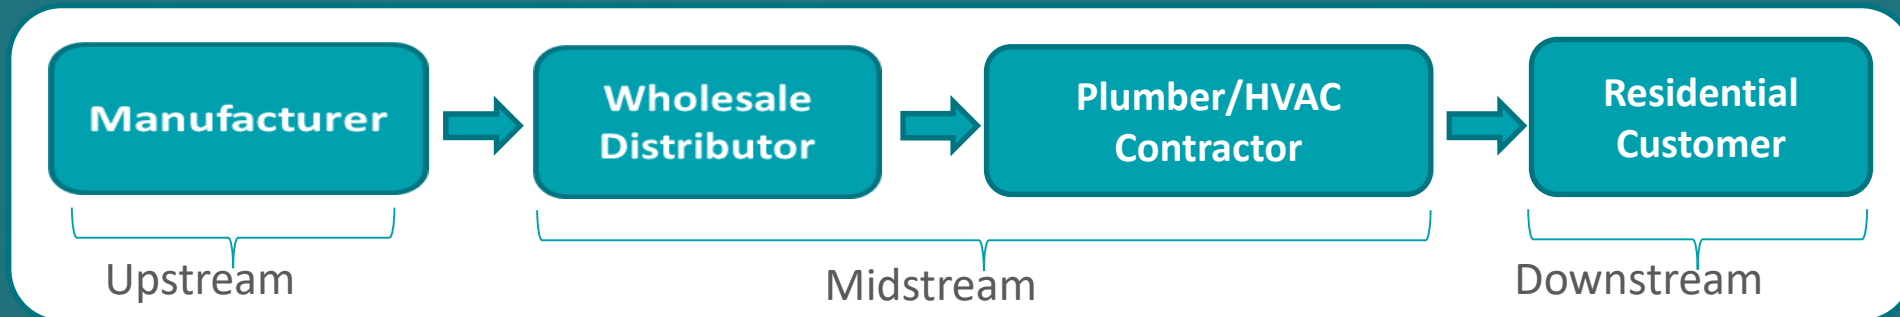 Manufacturer
Wholesale
Distributor
Plumber/HVAC
Contractor
Residential
Customer
Upstream
Midstream
Downstream